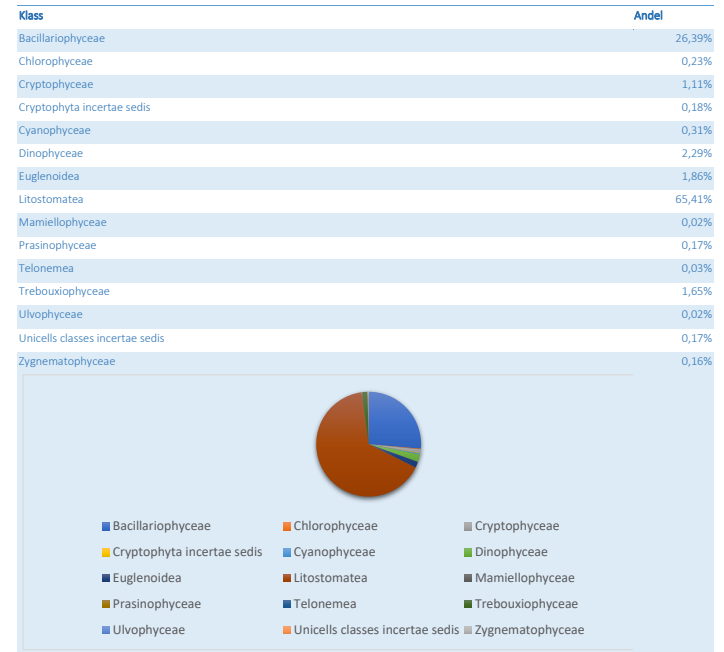 Klass Andel
Bacillariophyceae 26,39%
Chlorophyceae 0,23%
Cryptophyceae 1,11%
Cryptophyta incertae sedis 0,18%
Cyanophyceae 0,31%
Dinophyceae 2,29%
Euglenoidea 1,86%
Litostomatea 65,41%
Mamiellophyceae 0,02%
Prasinophyceae 0,17%
Telonemea 0,03%
Trebouxiophyceae 1,65%
Ulvophyceae 0,02%
Unicells classes incertae sedis 0,17%
Zygnematophyceae 0,16%
Bacillariophyceae Chlorophyceae Cryptophyceae
Cryptophyta incertae sedis Cyanophyceae Dinophyceae
Euglenoidea Litostomatea Mamiellophyceae
Prasinophyceae Telonemea Trebouxiophyceae
Ulvophyceae Unicells classes incertae sedis Zygnematophyceae